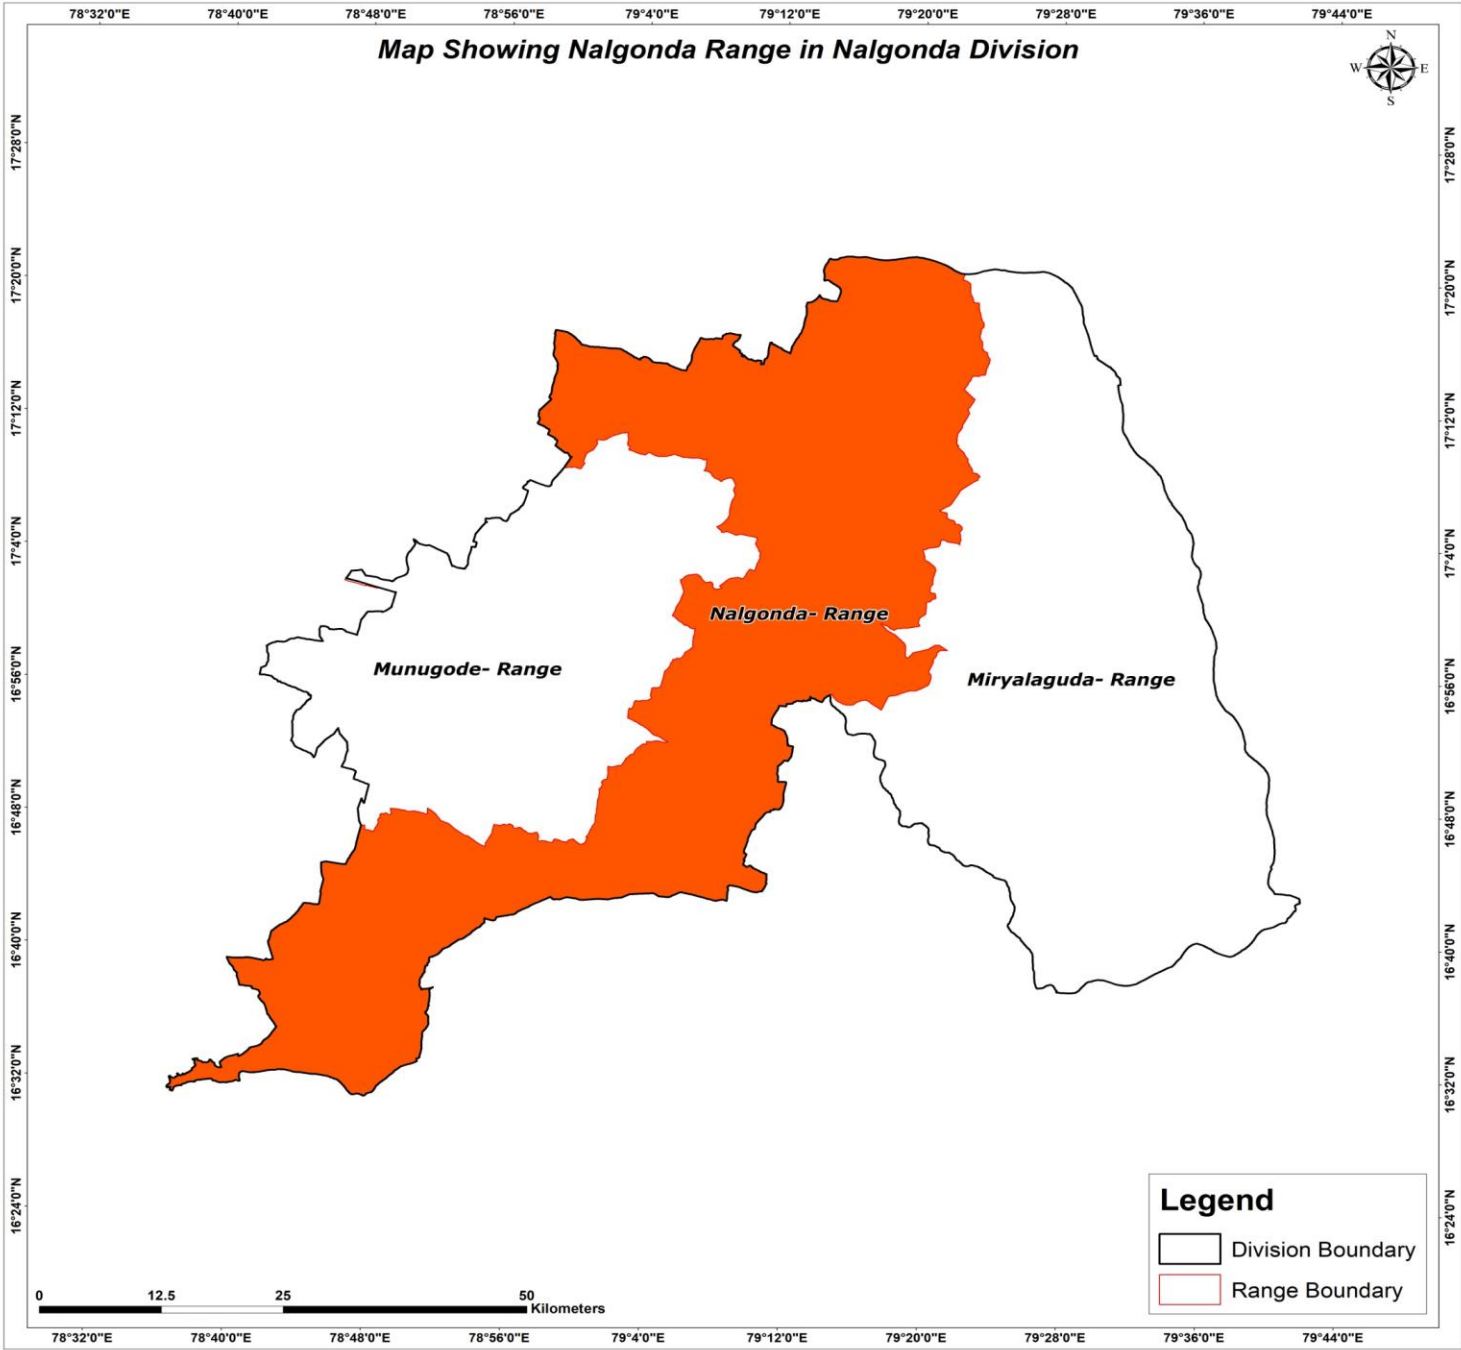 78°32'0"E 78°40'0"E 78°48'0"E 78°56'0"E 79°4'0"E 79°12'0"E 79°20'0"E 79°28'0"E 79°36'0"E 79°44'0"E
Map Showing Nalgonda Range in Nalgonda Division
N
W E
S
17°28'0"N 17°28'0"N
17°20'0"N 17°20'0"N
17°12'0"N 17°12'0"N
17°4'0"N 17°4'0"N
Nalgonda- Range
Munugode- Range
Miryalaguda- Range
16°56'0"N 16°56'0"N
16°48'0"N 16°48'0"N
16°40'0"N 16°40'0"N
16°32'0"N 16°32'0"N
16°24'0"N 16°24'0"N
Legend
Division Boundary
Range Boundary
0 12.5 25 50
Kilometers
78°32'0"E 78°40'0"E 78°48'0"E 78°56'0"E 79°4'0"E 79°12'0"E 79°20'0"E 79°28'0"E 79°36'0"E 79°44'0"E